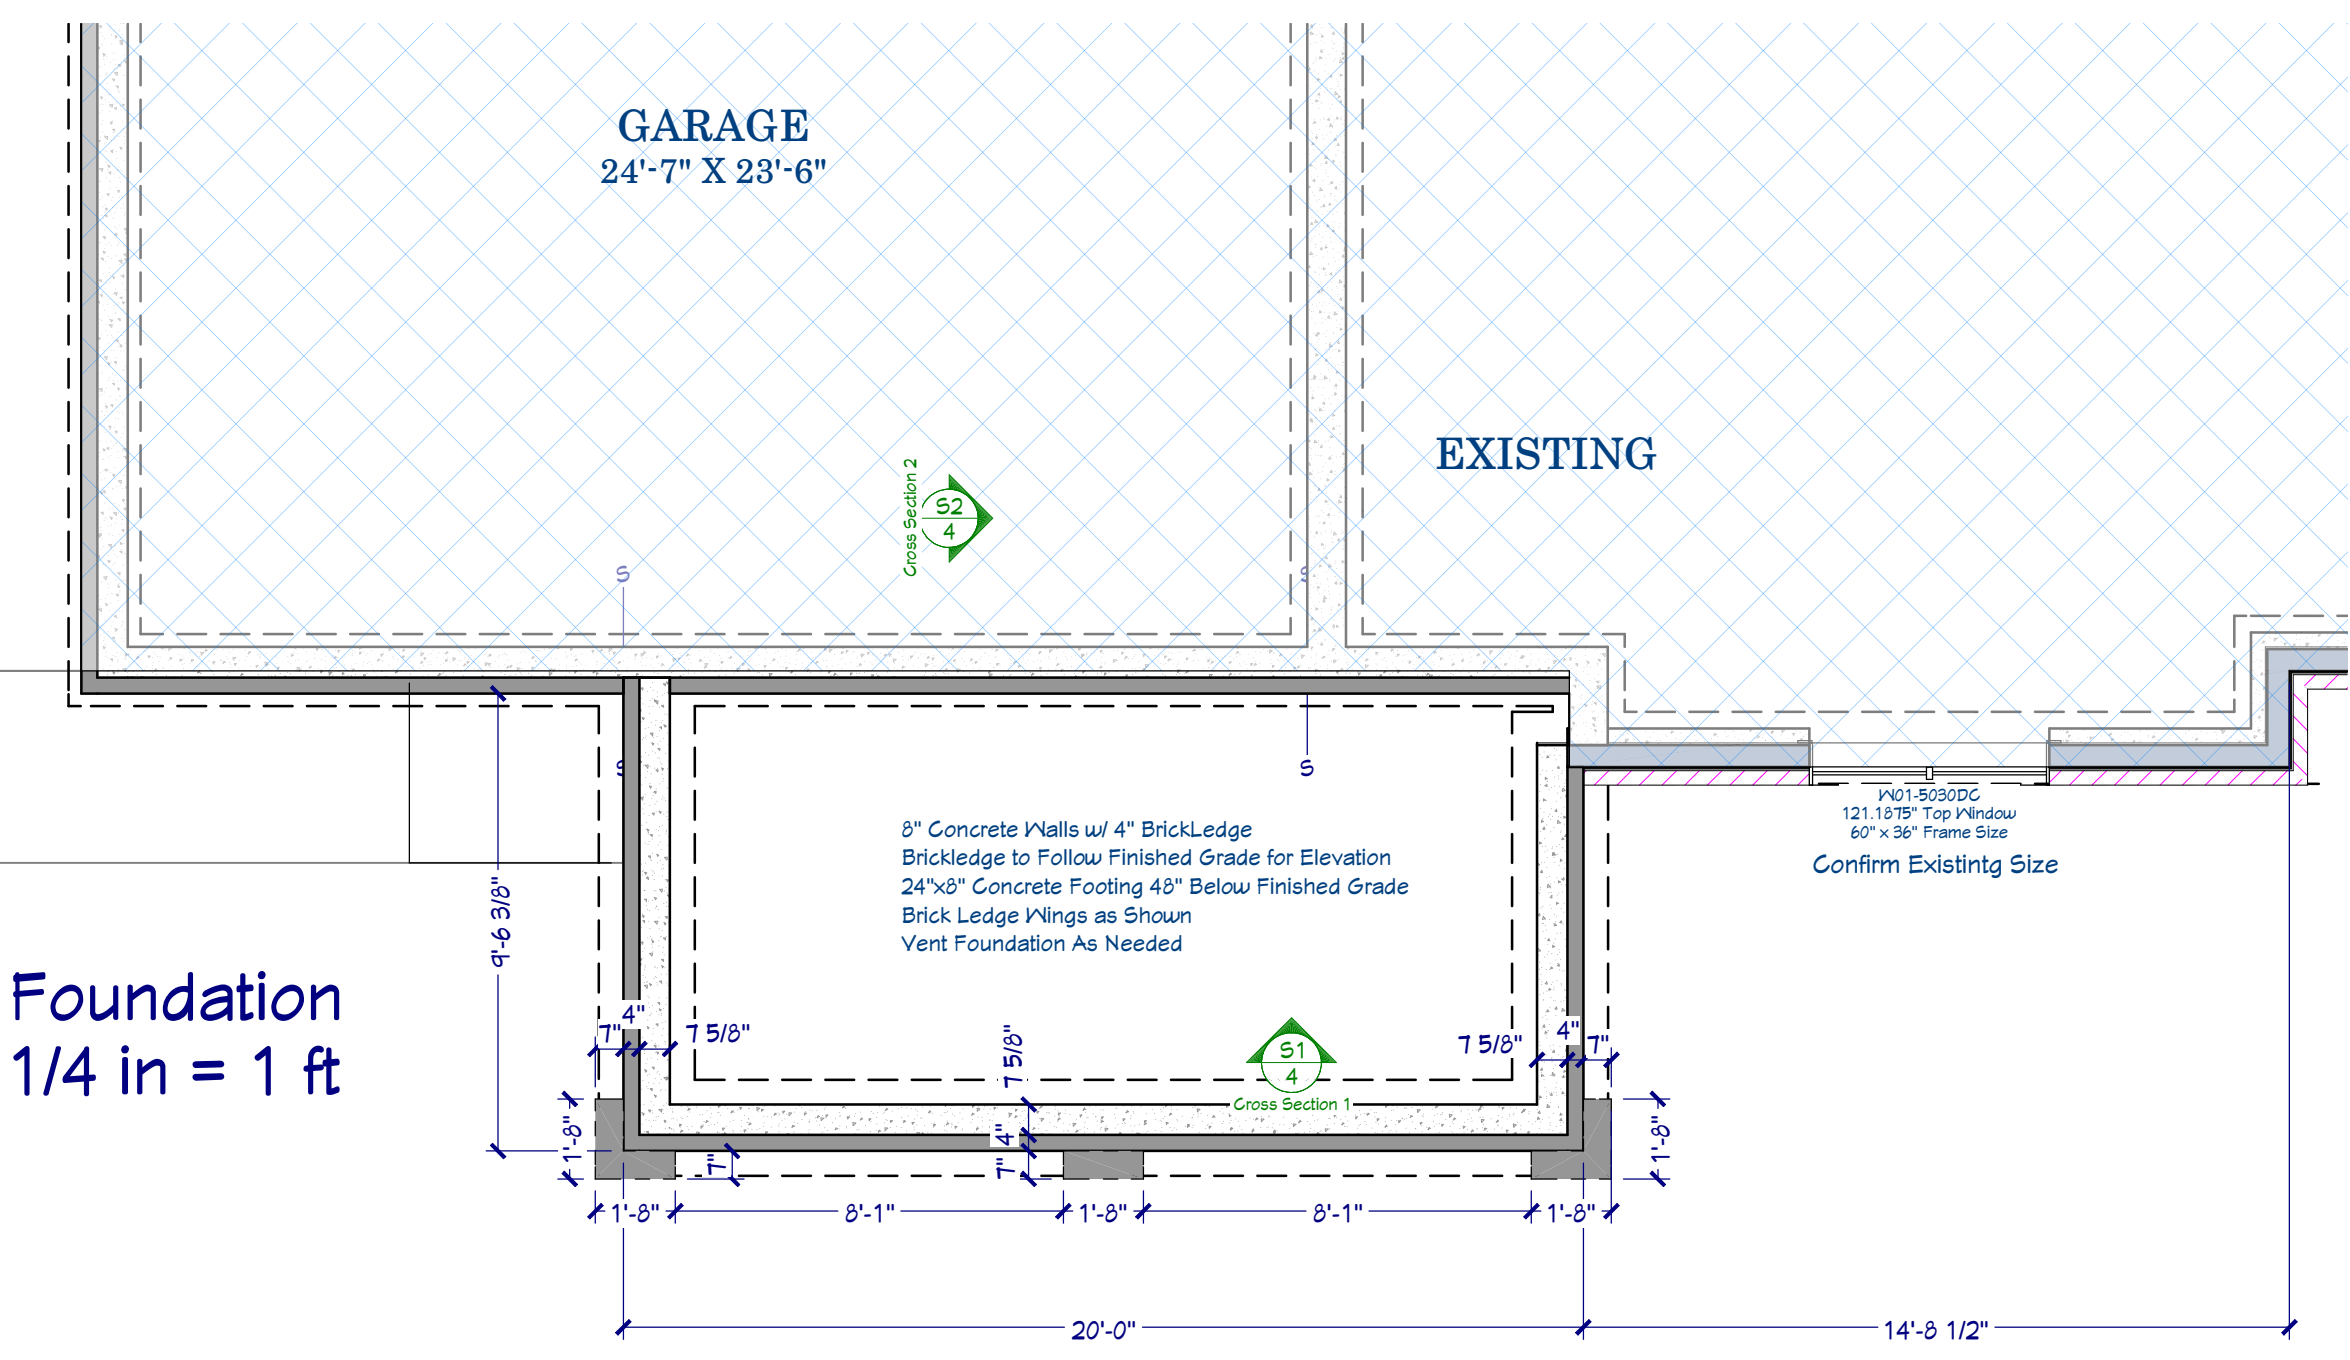 GARAGE
24'-7" X 23'-6"
EXISTING
Cross Section 2
S2
4
S
S
S
S
W01-5030DC
121.1875" Top Window
60" x 36" Frame Size
Confirm Existintg Size
8" Concrete Walls w/ 4" BrickLedge
Brickledge to Follow Finished Grade for Elevation
24"x8" Concrete Footing 48" Below Finished Grade
Brick Ledge Wings as Shown
Vent Foundation As Needed
9'-6 3/8"
Foundation
1/4 in = 1 ft
7"
4"
7 5/8"
7 5/8"
7 5/8"
4"
7"
S1
4
Cross Section 1
1'-8"
7"
4"
7"
1'-8"
1'-8"
8'-1"
1'-8"
8'-1"
1'-8"
20'-0"
14'-8 1/2"